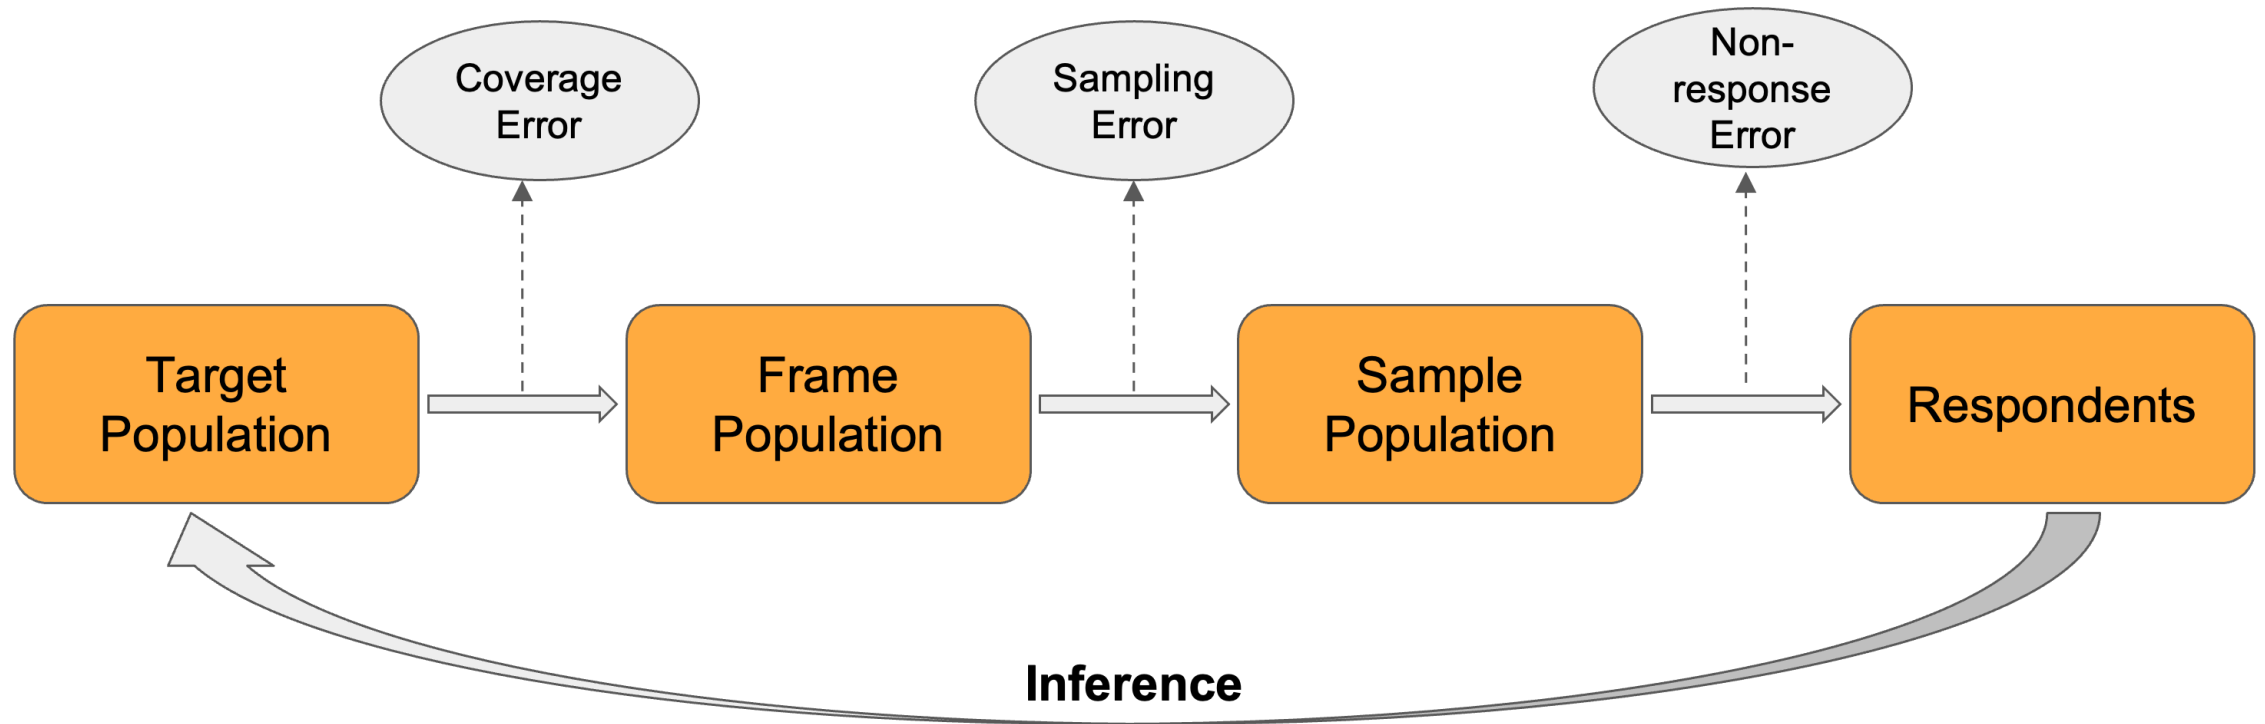 Coverage
Error
Sampling
Error
Non-
response
Error
Target
Population
Frame
Population
Sample
Population
Respondents
Inference